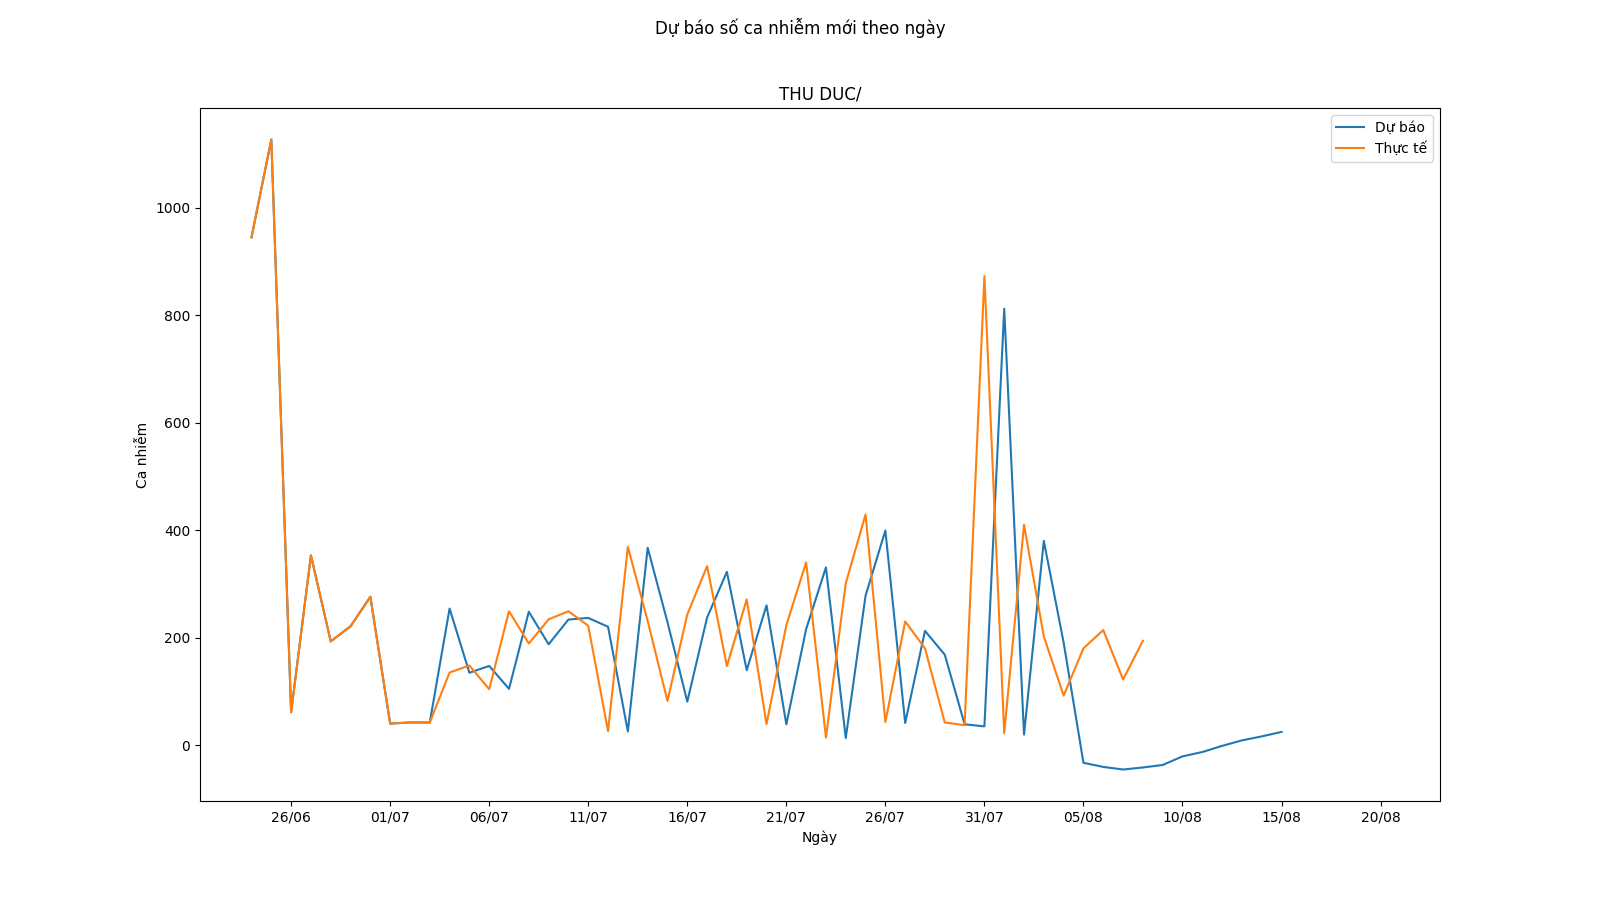 Dự báo số ca nhiễm mới theo ngày
THU DUC/
Dự báo
Thực tế
1000
800
600
400
200
0
Ca nhiễm
26/06 01/07 06/07 11/07 16/07 21/07 26/07 31/07 05/08 10/08 15/08 20/08
Ngày